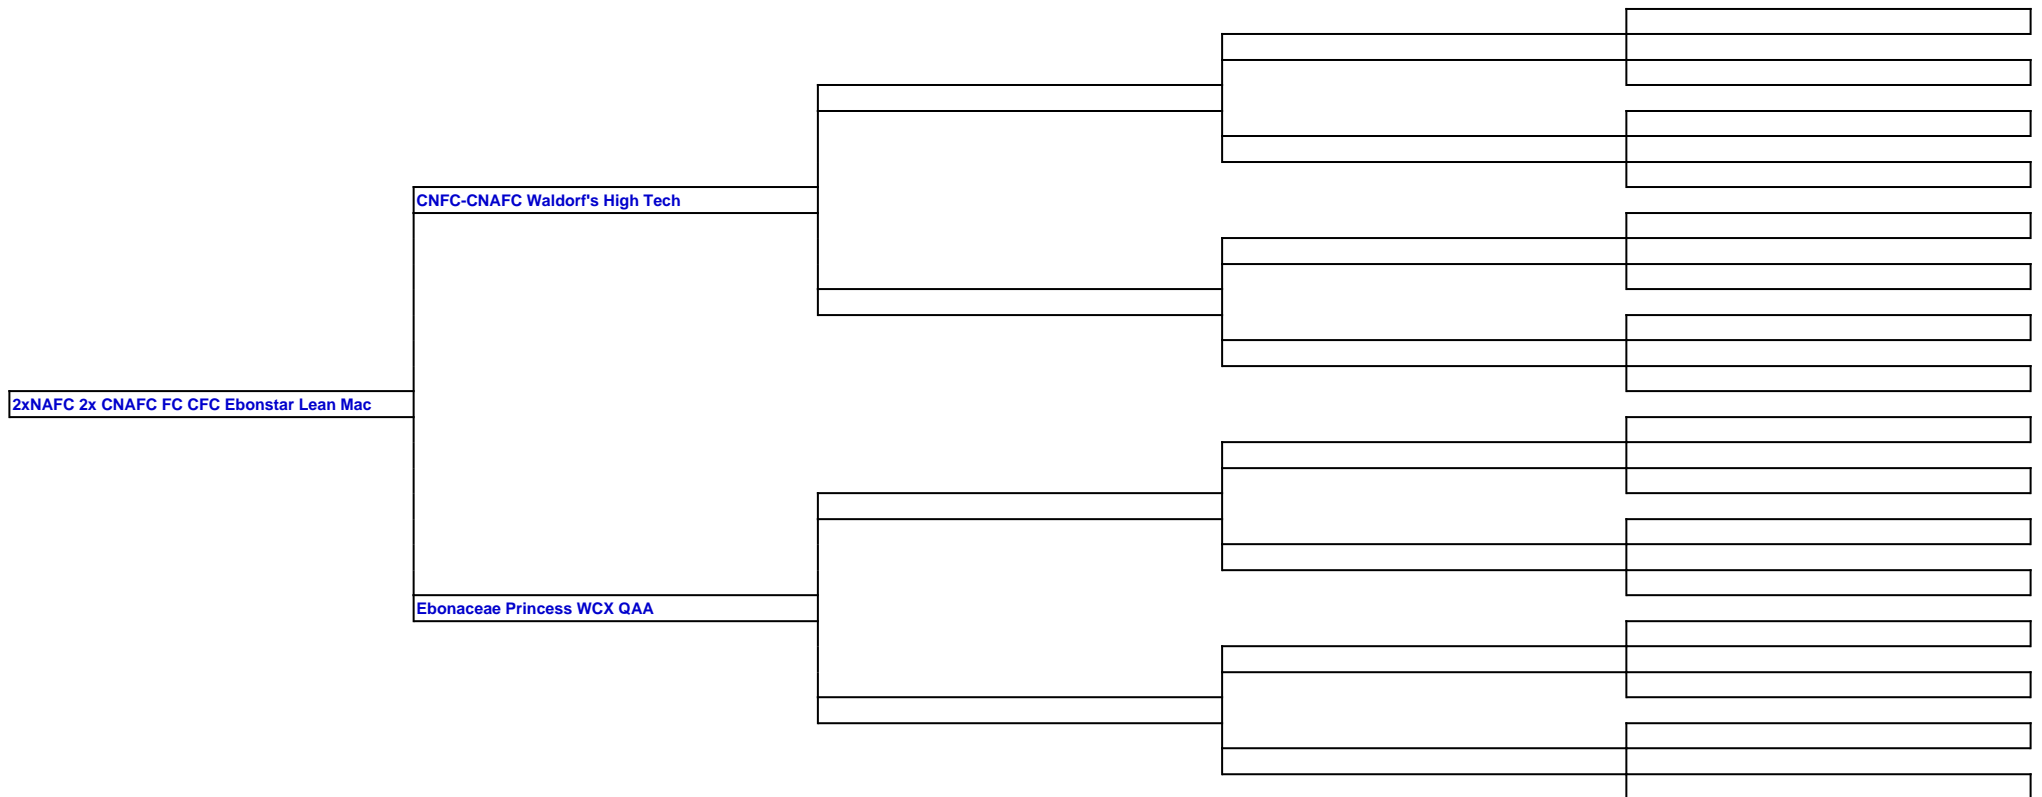 CNFC-CNAFC Waldorf's High Tech
2xNAFC 2x CNAFC FC CFC Ebonstar Lean Mac
Ebonaceae Princess WCX QAA